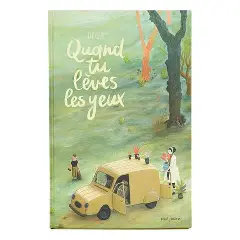 Quand
tu
lèves
les yeux